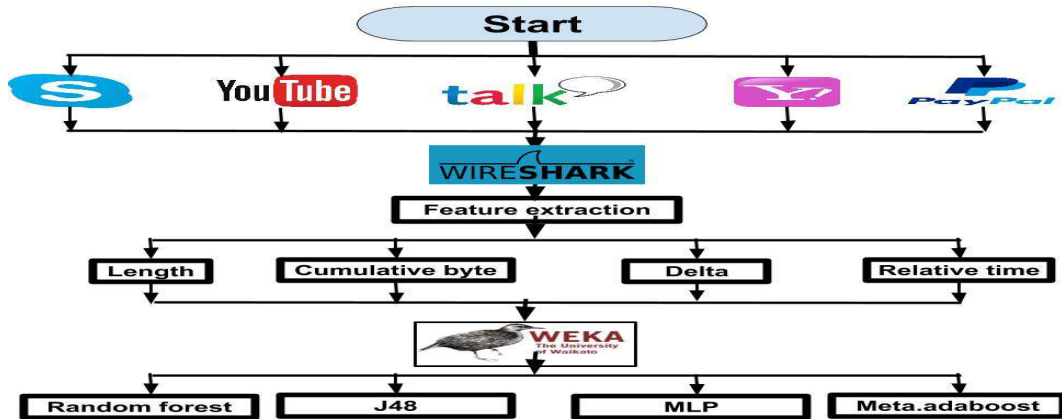 Start
S
YouTube
talk
Y!
PayPal
WIRESHARK
Feature extraction
Length
Cumulative byte
Delta
Relative time
WEKA
The University
of Waikato
Random forest
J48
MLP
Meta.adaboost